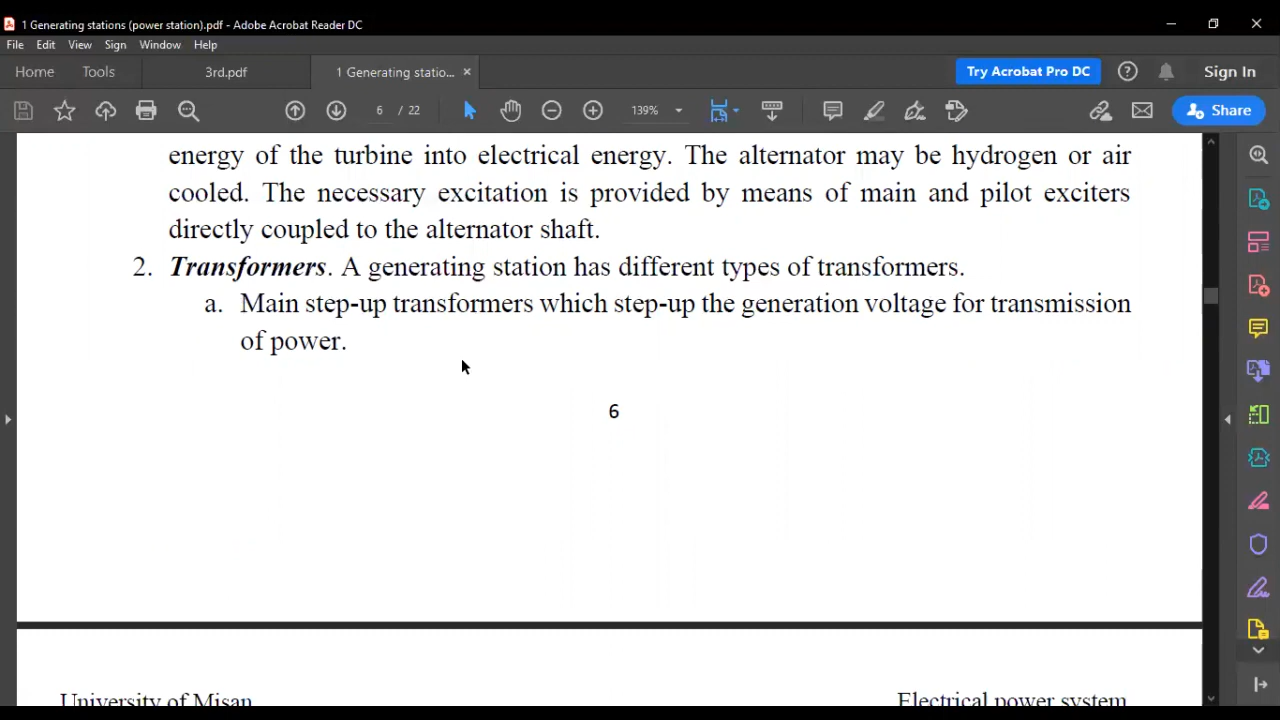 1 Generating stations (power station).pdf - Adobe Acrobat Reader DC
File Edit View Sign Window Help
Home Tools 3rd.pdf 1 Generating statio... × Try Acrobat Pro DC Sign In
6 / 22 139% Share
energy of the turbine into electrical energy. The alternator may be hydrogen or air
cooled. The necessary excitation is provided by means of main and pilot exciters
directly coupled to the alternator shaft.
2. Transformers. A generating station has different types of transformers.
a. Main step-up transformers which step-up the generation voltage for transmission
of power.
6
University of Misan Electrical power system